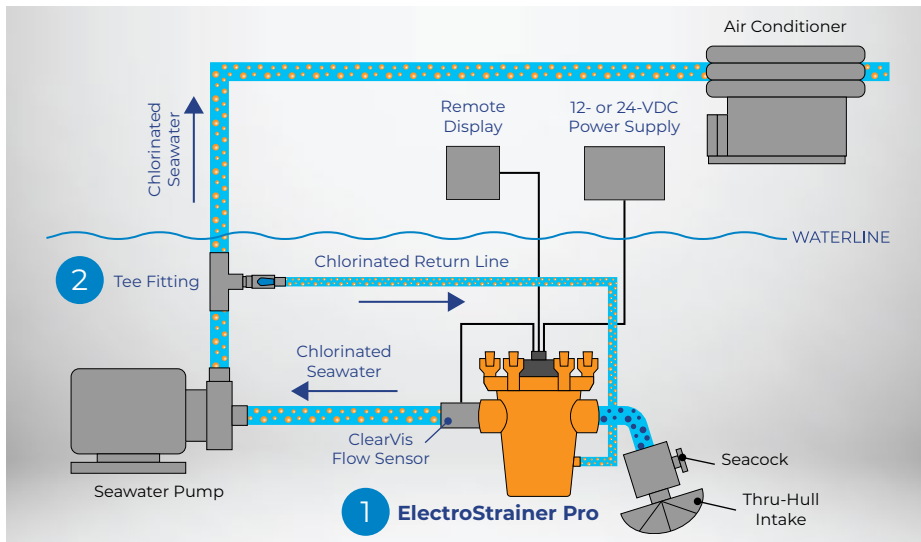 Air Conditioner
Remote
Display
12- or 24-VDC
Power Supply
Chlorinated
Seawater
WATERLINE
2
Tee Fitting
Chlorinated Return Line
Chlorinated
Seawater
ClearVis
Flow Sensor
Seacock
Thru-Hull
Intake
Seawater Pump
1
ElectroStrainer Pro